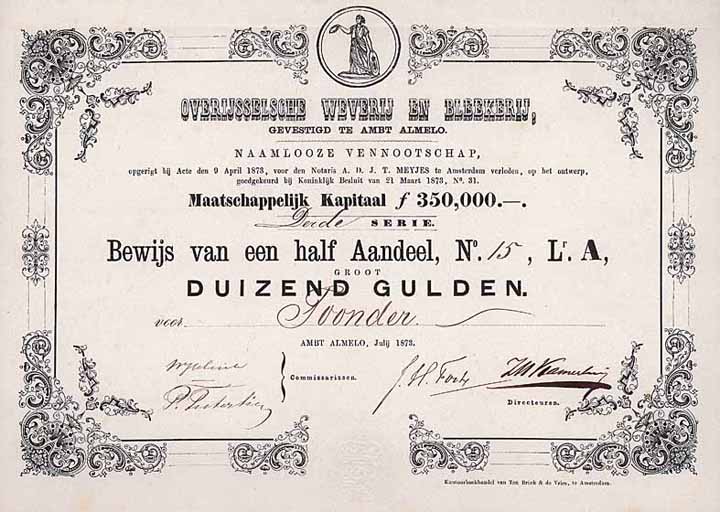 OVERIJSSELSCHE WEVERIJ EN BLEEKERIJ,
GEVESTIGD TE AMBT ALMELO.
NAAMLOOZE VENNOOTSCHAP,
opgerigt bij Acte den 9 April 1873, voor den Notaris A. D. J. T. MEYJES te Amsterdam verleden, op het ontwerp,
goedgekeurd bij Koninklijk Besluit van 21 Maart 1873, No. 31.
Maatschappelijk Kapitaal ƒ 350,000.—.
Derde SERIE.
Bewijs van een half Aandeel, No. 15, Lr. A,
GROOT
DUIZEND GULDEN.
voor Toonder.
AMBT ALMELO, Julij 1873.
Commissarissen.
J. H.
Directeuren.
Kantoorboekhandel van Ten Brink & de Vries, te Amsterdam.